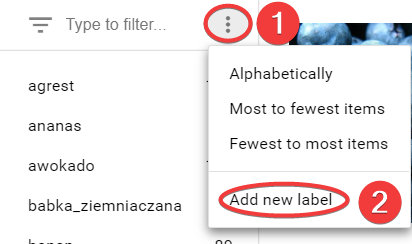 Type to filter...
1
agrest
ananas
awokado
babka_ziemniaczana
Alphabetically
Most to fewest items
Fewest to most items
Add new label
2